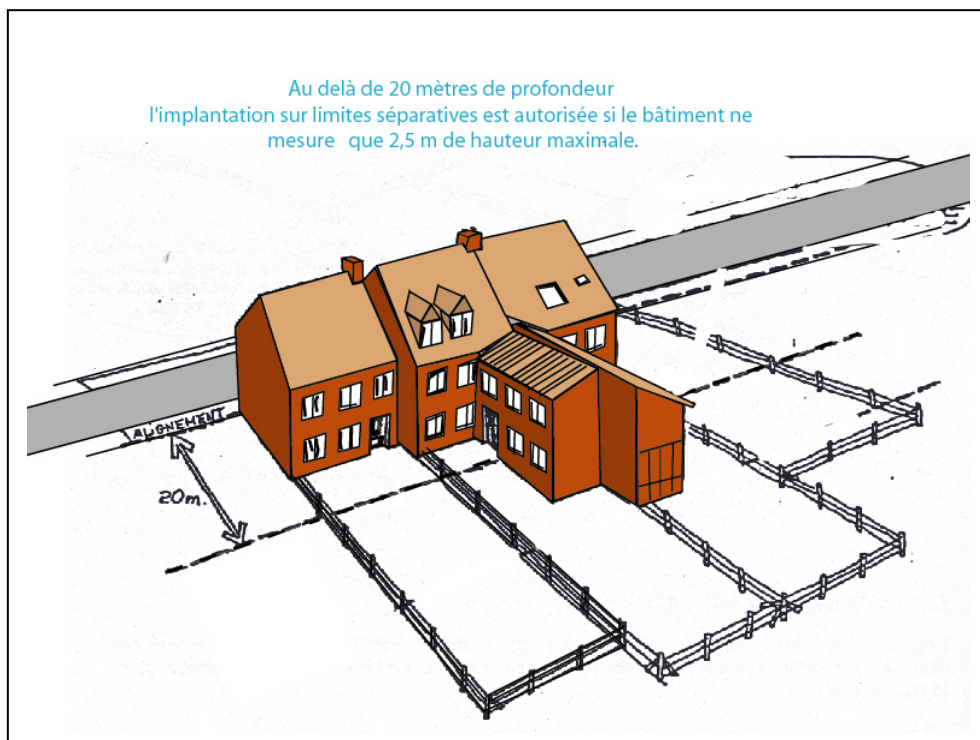 Au delà de 20 mètres de profondeur
l'implantation sur limites séparatives est autorisée si le bâtiment ne
mesure que 2,5 m de hauteur maximale.
ALIGNEMENT
20m.